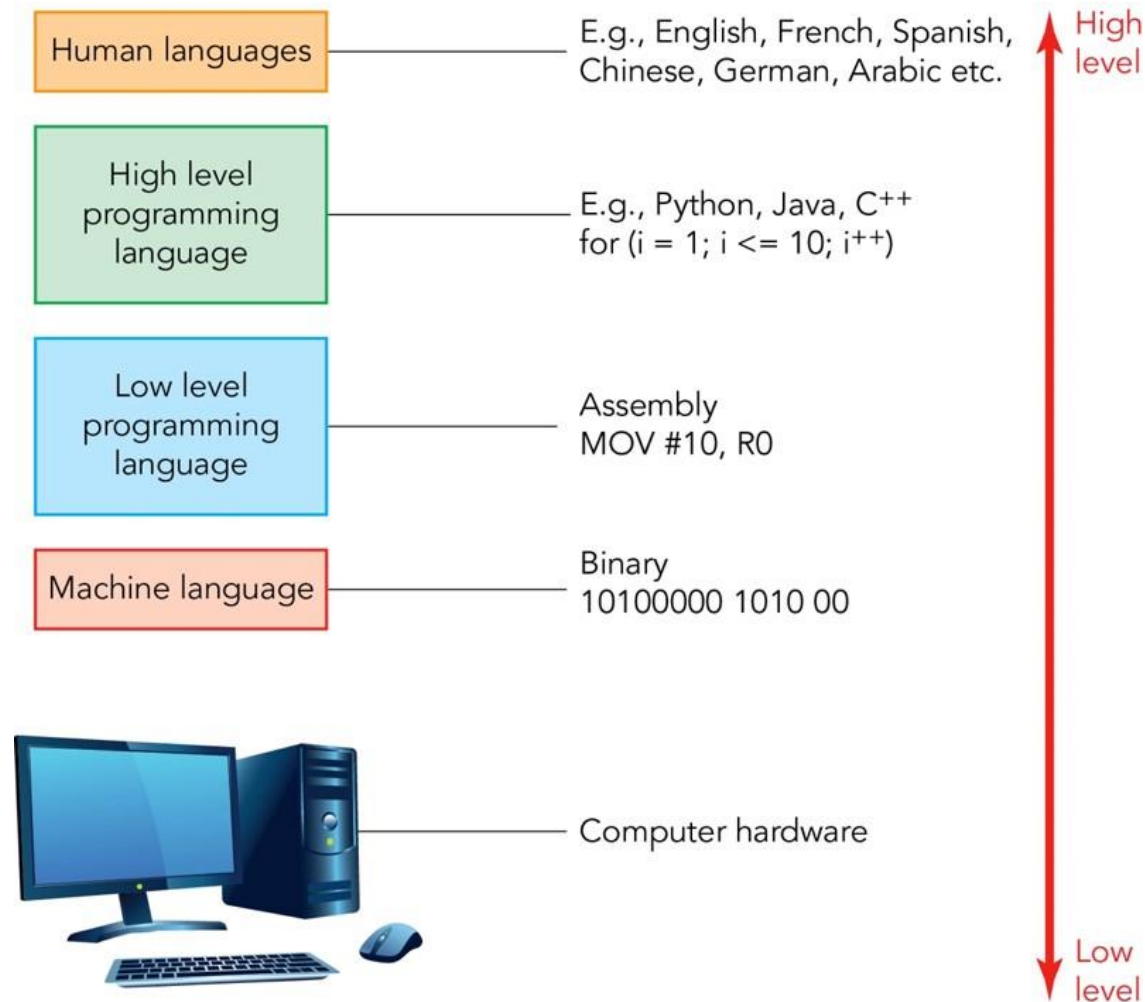 Human languages
E.g., English, French, Spanish,
Chinese, German, Arabic etc.
High
level
High level
programming
language
E.g., Python, Java, C++
for (i = 1; i <= 10; i++)
Low level
programming
language
Assembly
MOV #10, R0
Machine language
Binary
10100000 1010 00
Computer hardware
Low
level